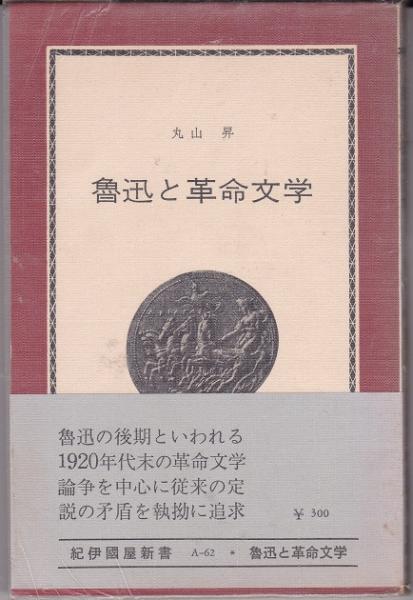 丸山 昇
魯迅と革命文学
魯迅の後期といわれる
1920年代末の革命文学
論争を中心に従来の定
説の矛盾を執拗に追求
¥ 300
紀伊國屋新書 A-62 * 魯迅と革命文学